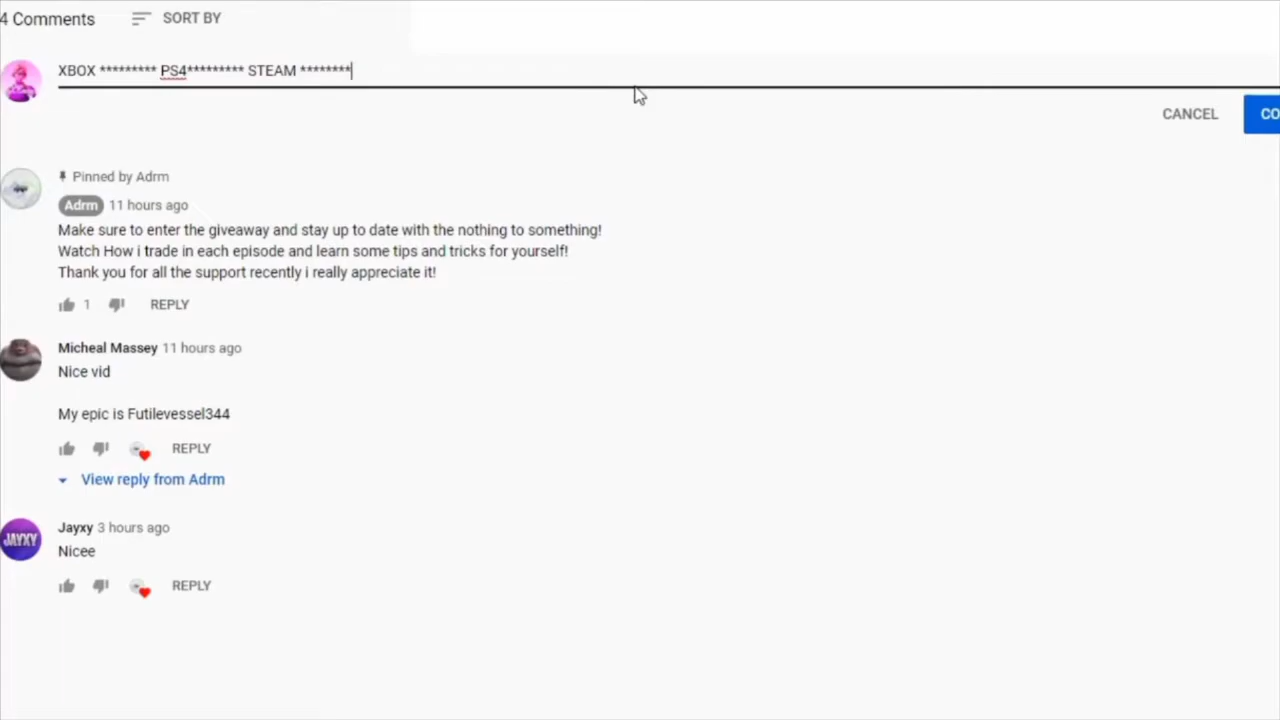 4 Comments
SORT BY
XBOX ********* PS4********* STEAM ********
CANCEL
CO
Pinned by Adrm
Adrm 11 hours ago
Make sure to enter the giveaway and stay up to date with the nothing to something!
Watch How i trade in each episode and learn some tips and tricks for yourself!
Thank you for all the support recently i really appreciate it!
1 REPLY
Micheal Massey 11 hours ago
Nice vid
My epic is Futilevessel344
REPLY
View reply from Adrm
JAYXY
Jayxy 3 hours ago
Nicee
REPLY